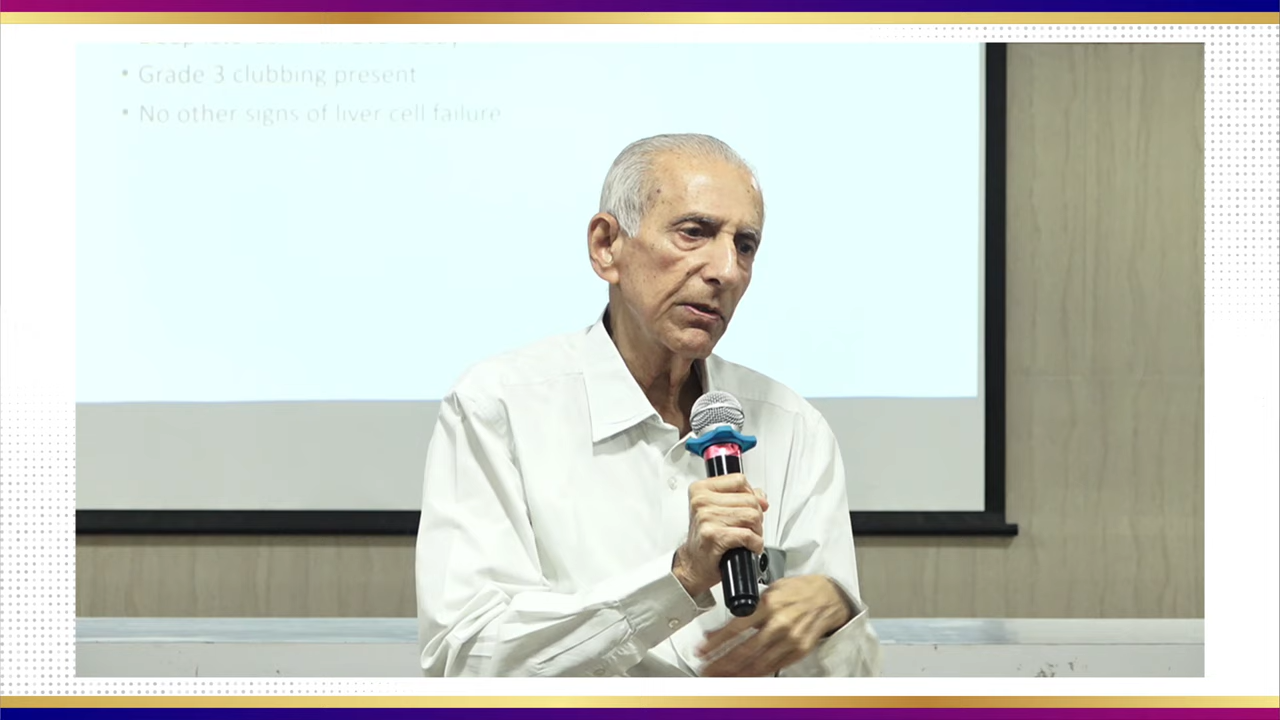 • Grade 3 clubbing present
• No other signs of liver cell failure